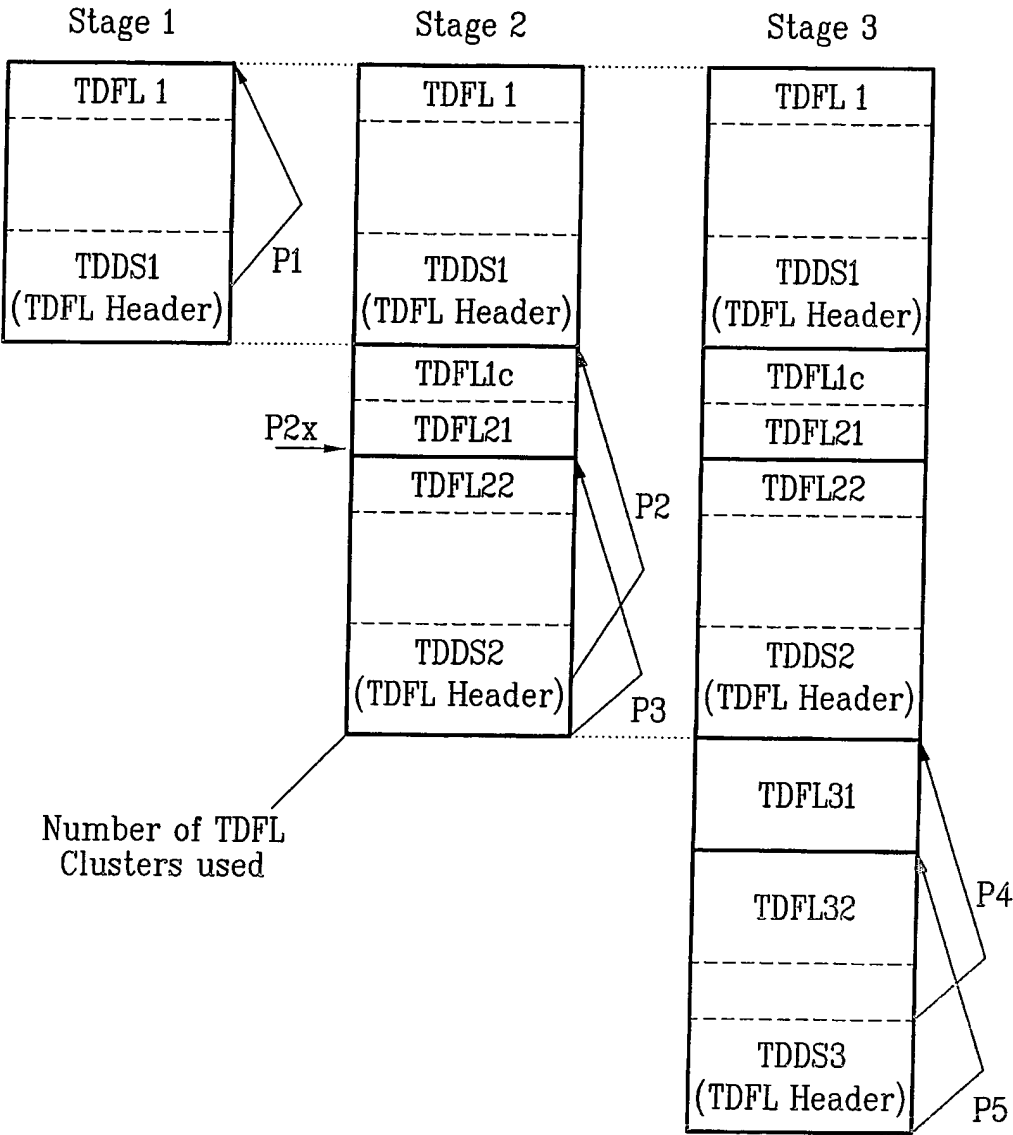 Stage 1
TDFL 1
TDDS1
(TDFL Header)
P1
Stage 2
TDFL 1
TDDS1
(TDFL Header)
TDFL1c
P2x
TDFL21
TDFL22
P2
TDDS2
(TDFL Header)
P3
Number of TDFL
Clusters used
Stage 3
TDFL 1
TDDS1
(TDFL Header)
TDFL1c
TDFL21
TDFL22
TDDS2
(TDFL Header)
TDFL31
TDFL32
P4
TDDS3
(TDFL Header)
P5